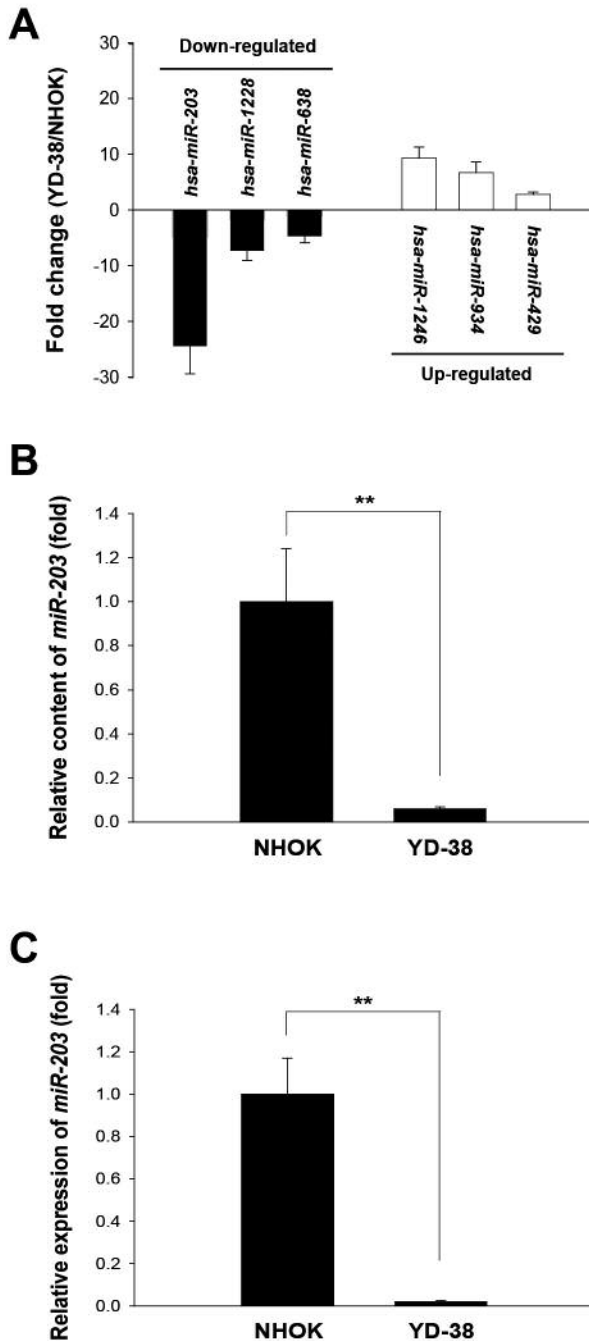 A
Down-regulated
Fold change (YD-38/NHOK)
30
20
10
0
-10
-20
-30
hsa-miR-203
hsa-miR-1228
hsa-miR-638
hsa-miR-1246
hsa-miR-934
hsa-miR-429
Up-regulated
B
Relative content of miR-203 (fold)
1.4
1.2
1.0
0.8
0.6
0.4
0.2
0.0
**
NHOK YD-38
C
Relative expression of miR-203 (fold)
1.4
1.2
1.0
0.8
0.6
0.4
0.2
0.0
**
NHOK YD-38